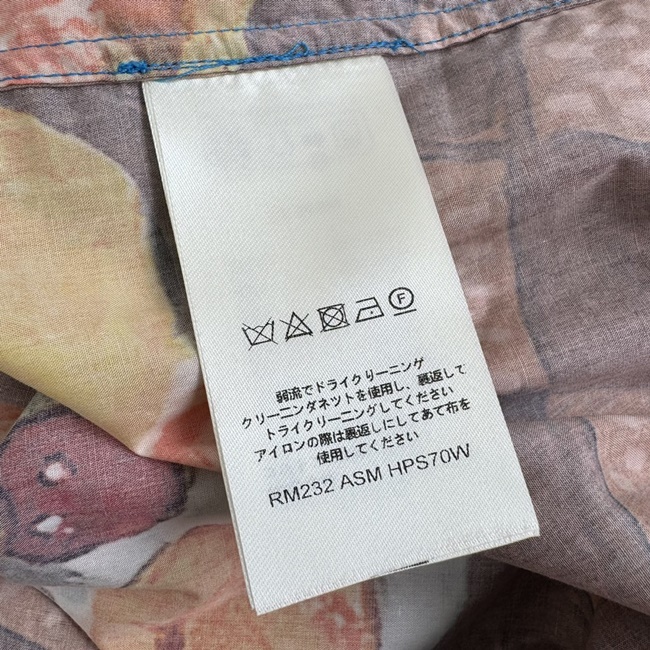 F
弱流でドライクリーニング
クリーニンダネットを使用し、裏返して
トライクリーニングしてください
アイロンの際は裏返しにしてあて布を
使用してください
RM232 ASM HPS70W